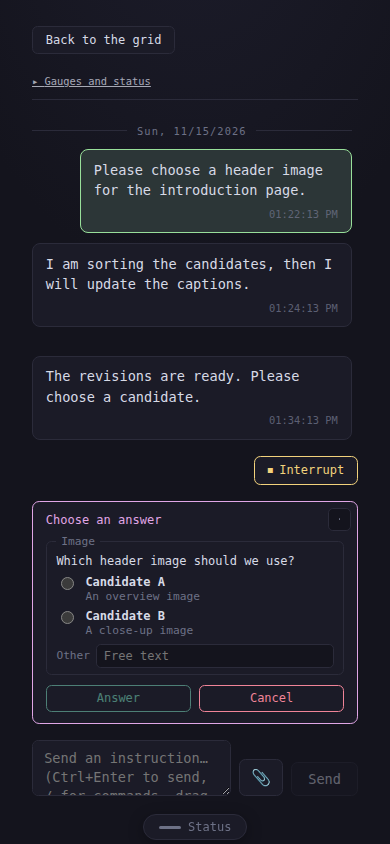 Back to the grid
▸ Gauges and status
Sun, 11/15/2026
Please choose a header image
for the introduction page.
01:22:13 PM
I am sorting the candidates, then I
will update the captions.
01:24:13 PM
The revisions are ready. Please
choose a candidate.
01:34:13 PM
Interrupt
Choose an answer
Image
Which header image should we use?
Candidate A
An overview image
Candidate B
A close-up image
Other Free text
Answer Cancel
Send an instruction…
(Ctrl+Enter to send,
/ for commands, drag
Send
Status